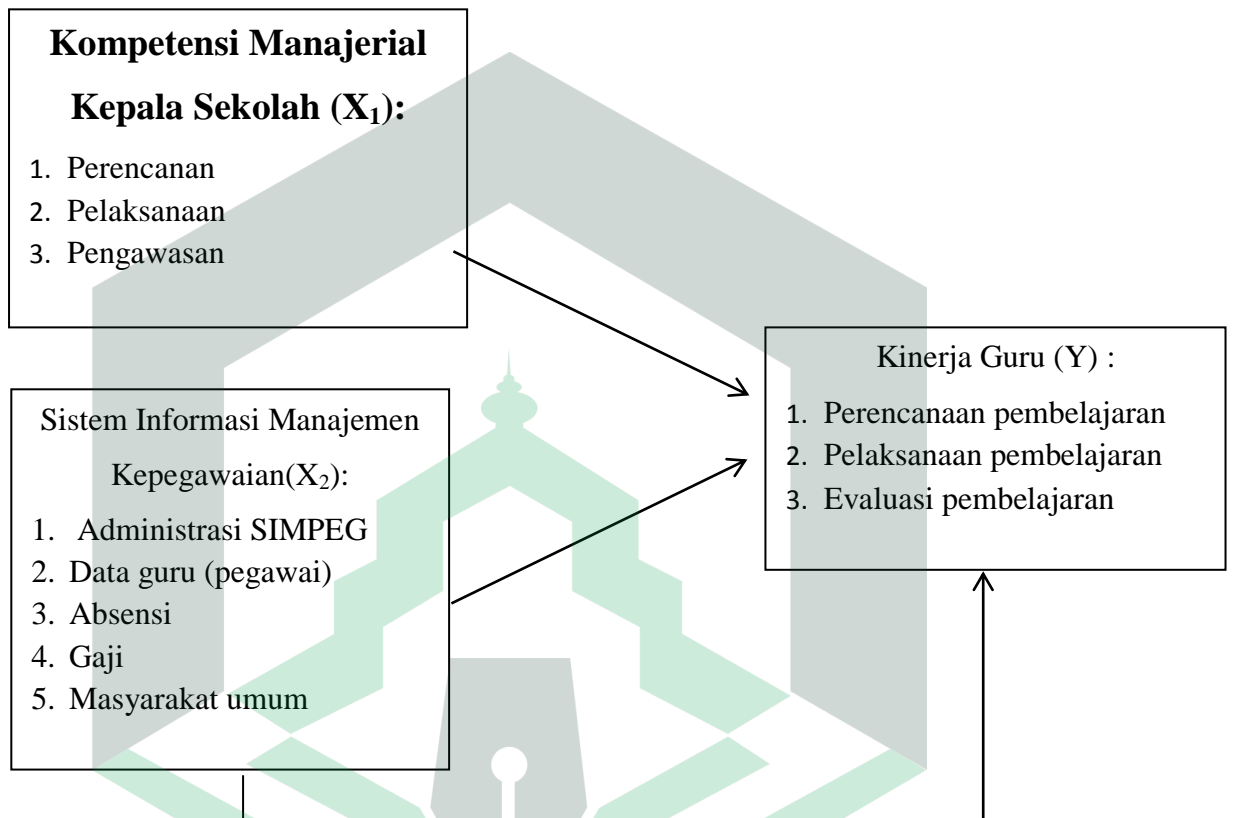 Kompetensi Manajerial
Kepala Sekolah (X₁):
1. Perencanan
2. Pelaksanaan
3. Pengawasan
Sistem Informasi Manajemen
Kepegawaian(X₂):
1. Administrasi SIMPEG
2. Data guru (pegawai)
3. Absensi
4. Gaji
5. Masyarakat umum
Kinerja Guru (Y) :
1. Perencanaan pembelajaran
2. Pelaksanaan pembelajaran
3. Evaluasi pembelajaran